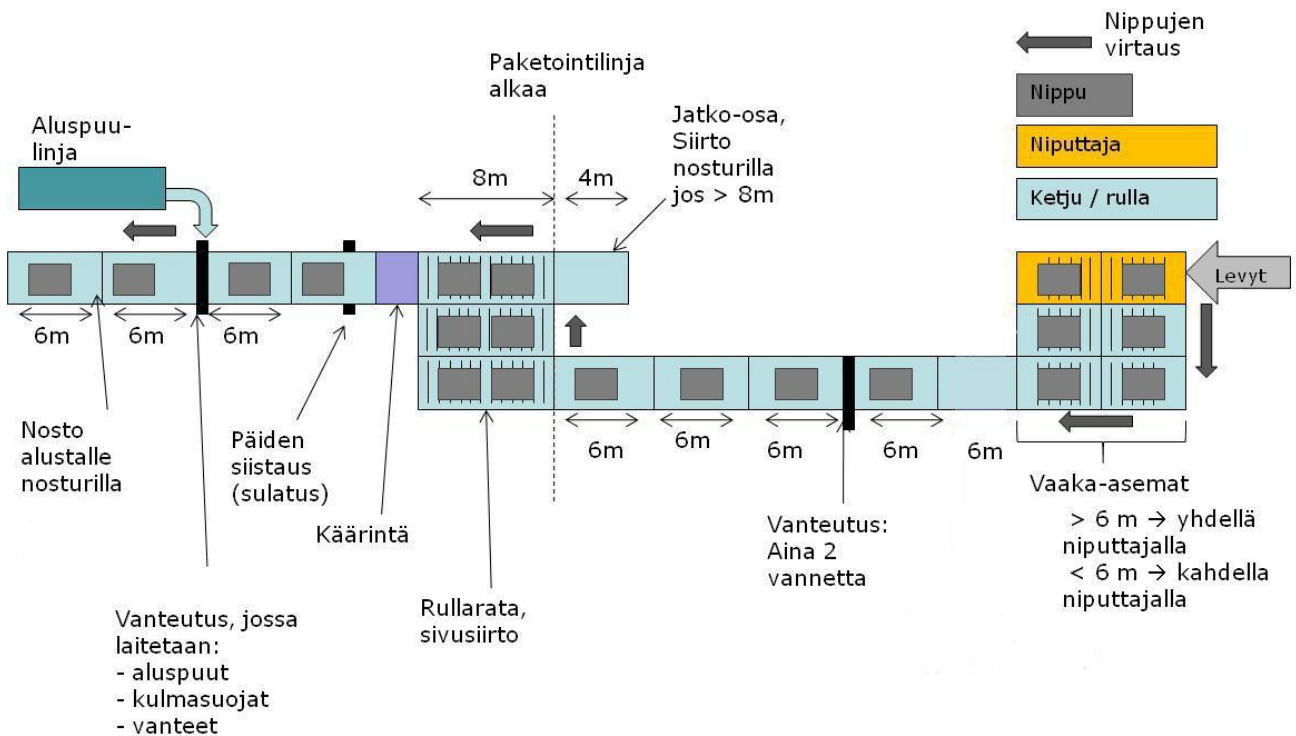 Nippujen
virtaus
Nippu
Niputtaja
Ketju / rulla
Levyt
Paketointilinja
alkaa
Jatko-osa,
Siirto
nosturilla
jos > 8m
Aluspuu-
linja
8m
4m
6m
6m
6m
6m
6m
6m
6m
6m
Nosto
alustalle
nosturilla
Päiden
siistaus
(sulatus)
Käärintä
Vanteutus, jossa
laitetaan:
- aluspuut
- kulmasuojat
- vanteet
Rullarata,
sivusiirto
Vanteutus:
Aina 2
vannetta
Vaaka-asemat
> 6 m → yhdellä
niputtajalla
< 6 m → kahdella
niputtajalla